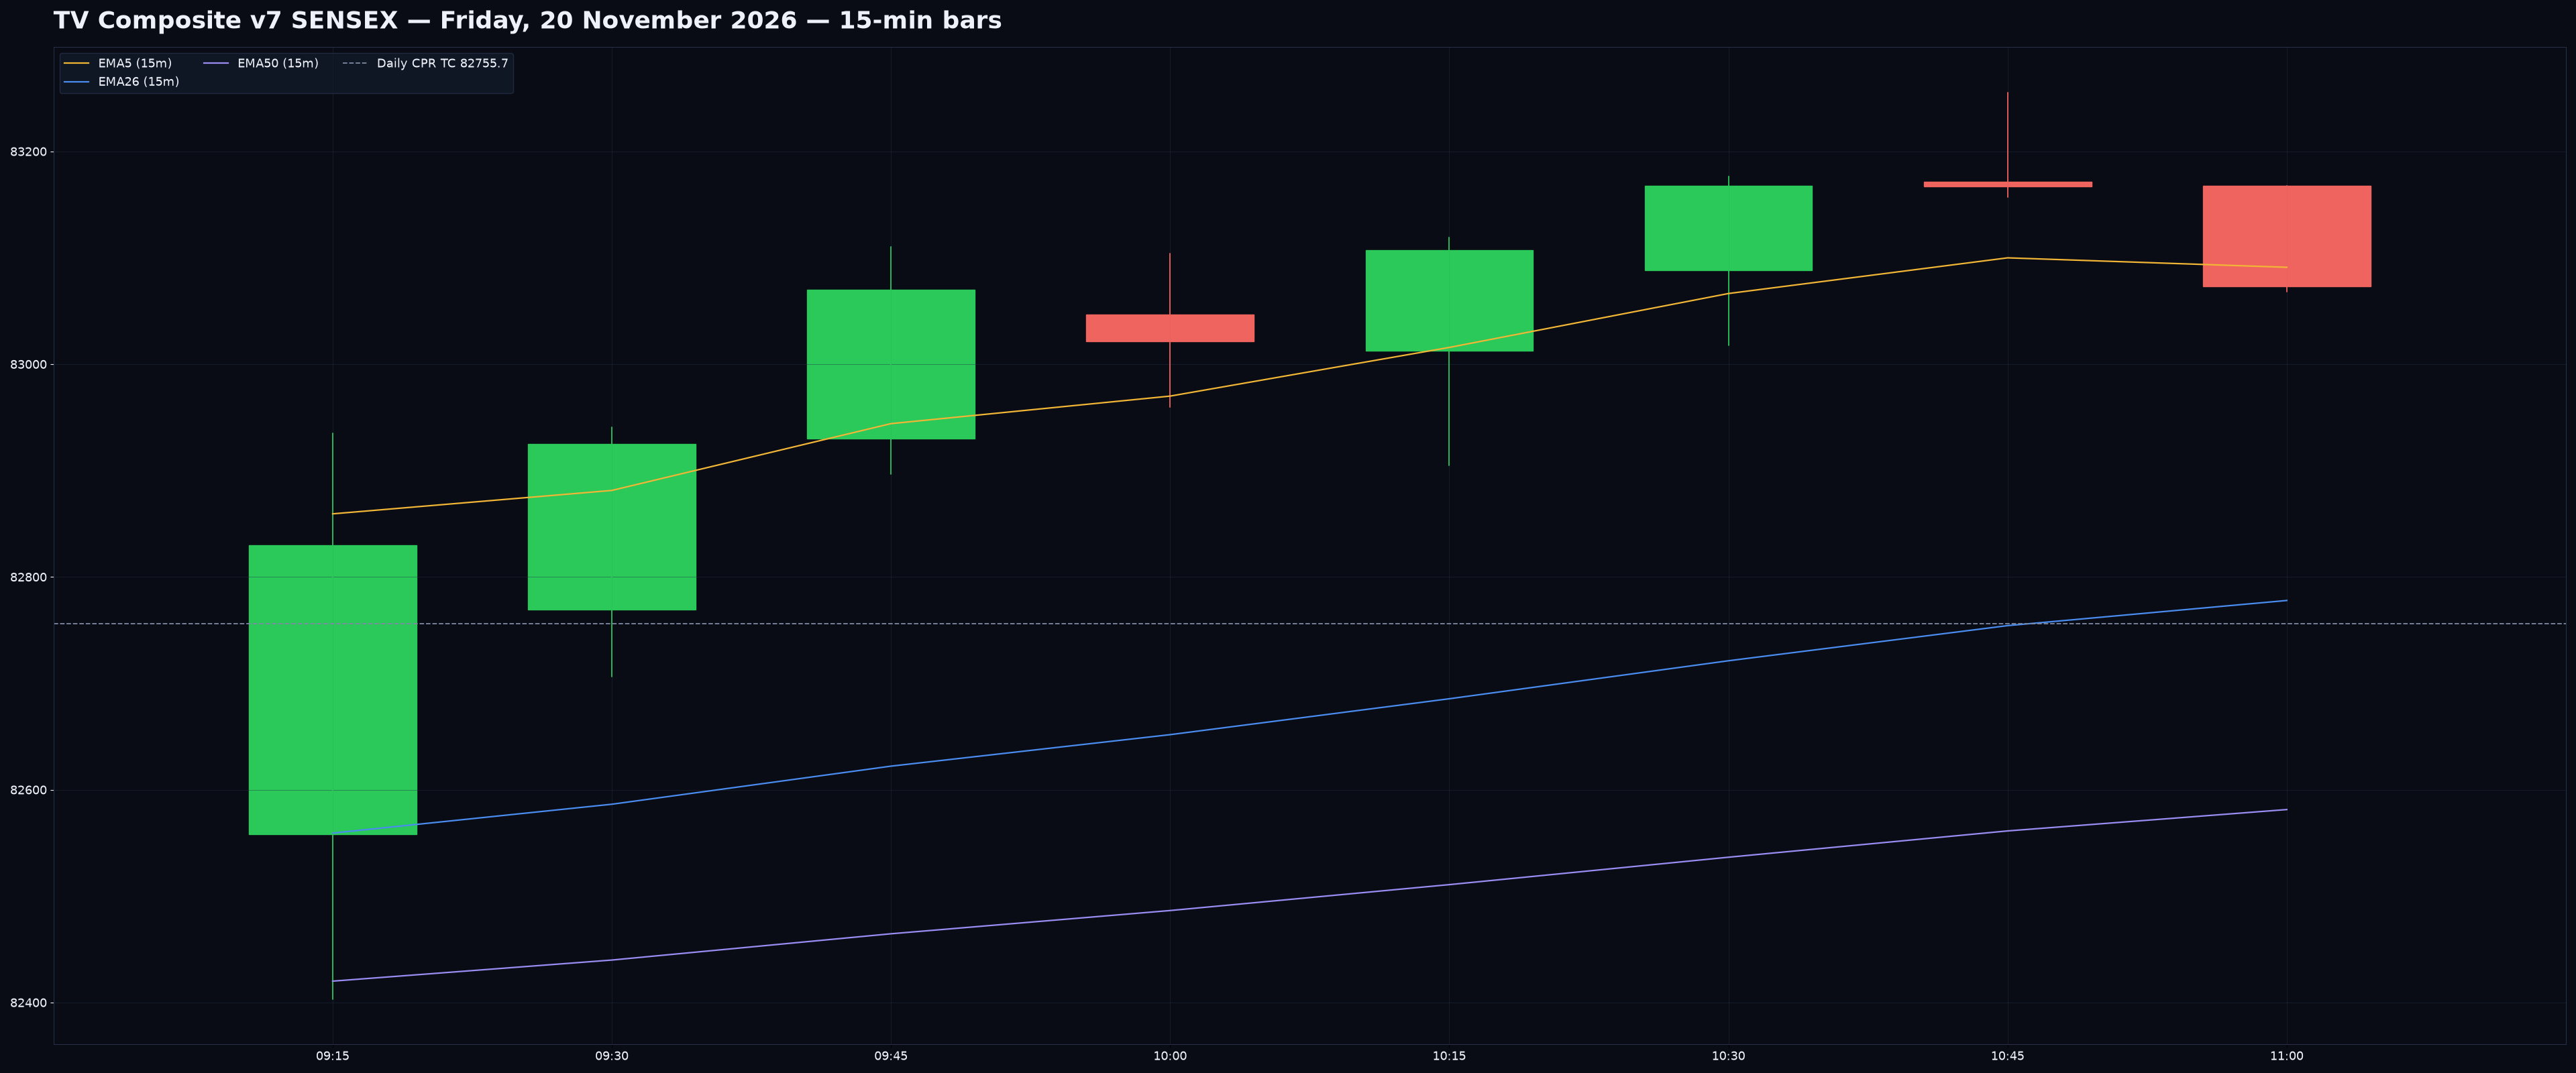 TV Composite v7 SENSEX — Friday, 20 November 2026 — 15-min bars
EMA5 (15m) EMA50 (15m) Daily CPR TC 82755.7
EMA26 (15m)
83200
83000
82800
82600
82400
09:15 09:30 09:45 10:00 10:15 10:30 10:45 11:00